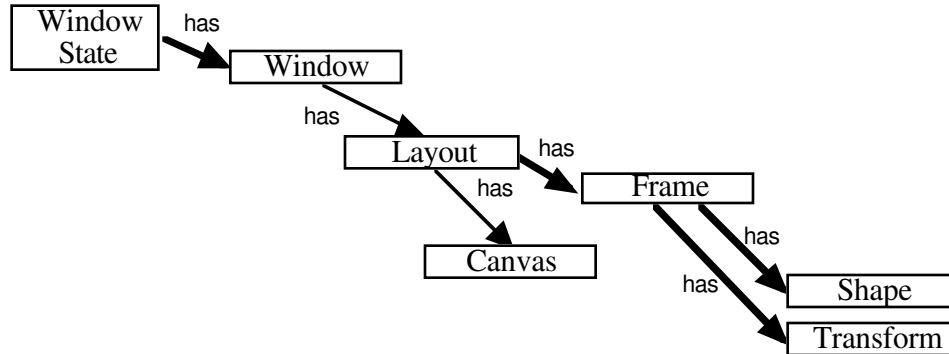 Window
State
has
Window
has
Layout
has
Frame
has
Canvas
has
has
Shape
Transform